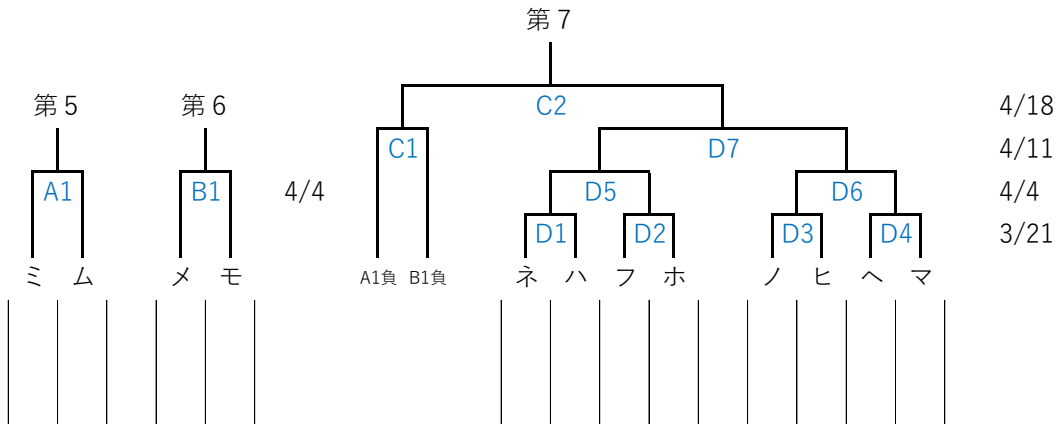 第７
第５ 第６ C2 4/18
C1 D7 4/11
A1 B1 4/4 D5 D6 4/4
D1 D2 D3 D4 3/21
ミ ム メ モ A1負 B1負 ネ ハ フ ホ ノ ヒ ヘ マ